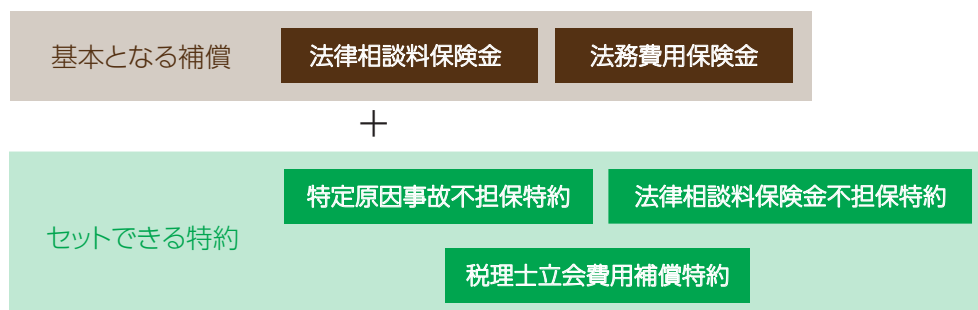 基本となる補償
法律相談料保険金
法務費用保険金
+
セットできる特約
特定原因事故不担保特約
法律相談料保険金不担保特約
税理士立会費用補償特約